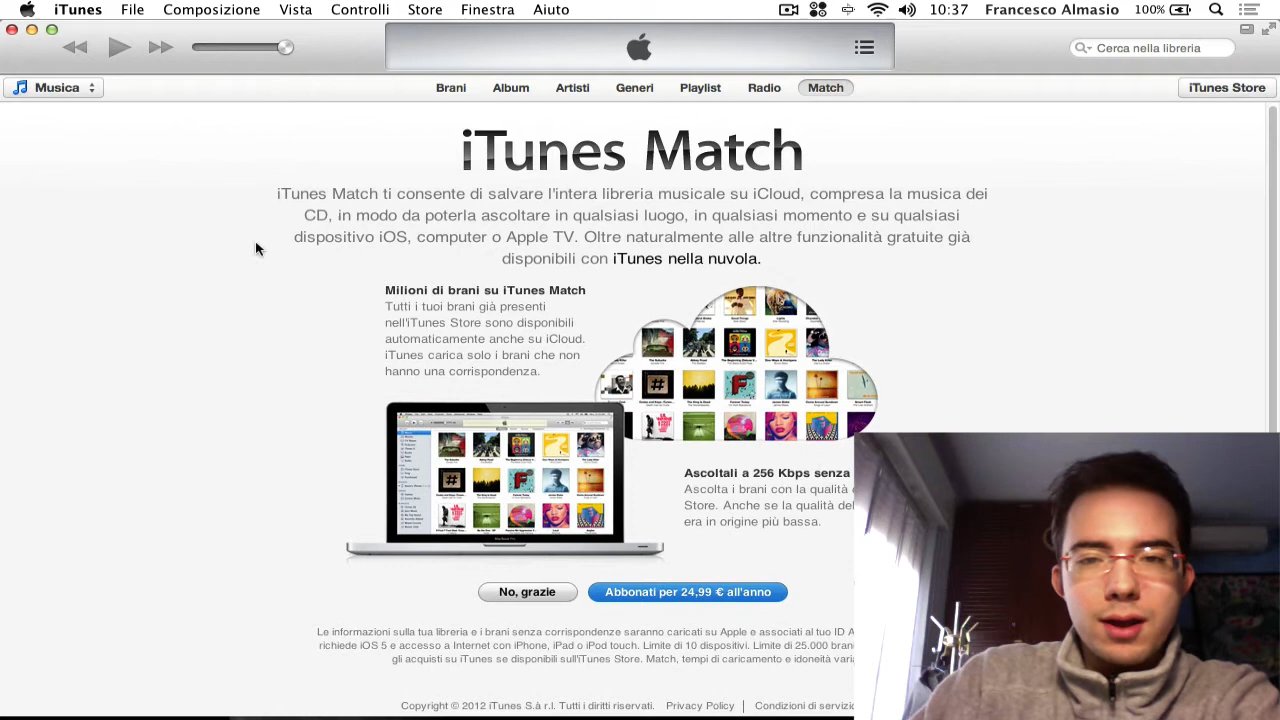 iTunes File Composizione Vista Controlli Store Finestra Aiuto 10:37 Francesco Almasio 100%
Cerca nella libreria
Musica Brani Album Artisti Generi Playlist Radio Match iTunes Store
iTunes Match
iTunes Match ti consente di salvare l'intera libreria musicale su iCloud, compresa la musica dei
CD, in modo da poterla ascoltare in qualsiasi luogo, in qualsiasi momento e su qualsiasi
dispositivo iOS, computer o Apple TV. Oltre naturalmente alle altre funzionalità gratuite già
disponibili con iTunes nella nuvola.
Milioni di brani su iTunes Match
Tutti i tuoi brani già presenti
nell'iTunes Store sono disponibili
automaticamente anche su iCloud.
iTunes carica solo i brani che non
hanno una corrispondenza.
Ascoltali a 256 Kbps senza
Ascolta i brani con la qualità
Store. Anche se la qualità del
era in origine più bassa.
No, grazie Abbonati per 24,99 € all'anno
Le informazioni sulla tua libreria e i brani senza corrispondenze saranno caricati su Apple e associati al tuo ID
richiede iOS 5 e accesso a Internet con iPhone, iPad o iPod touch. Limite di 10 dispositivi. Limite di 25.000
gli acquisti su iTunes se disponibili sull'iTunes Store. Match, tempi di caricamento e idoneità
Copyright © 2012 iTunes S.à r.l. Tutti i diritti riservati. Privacy Policy | Condizioni di